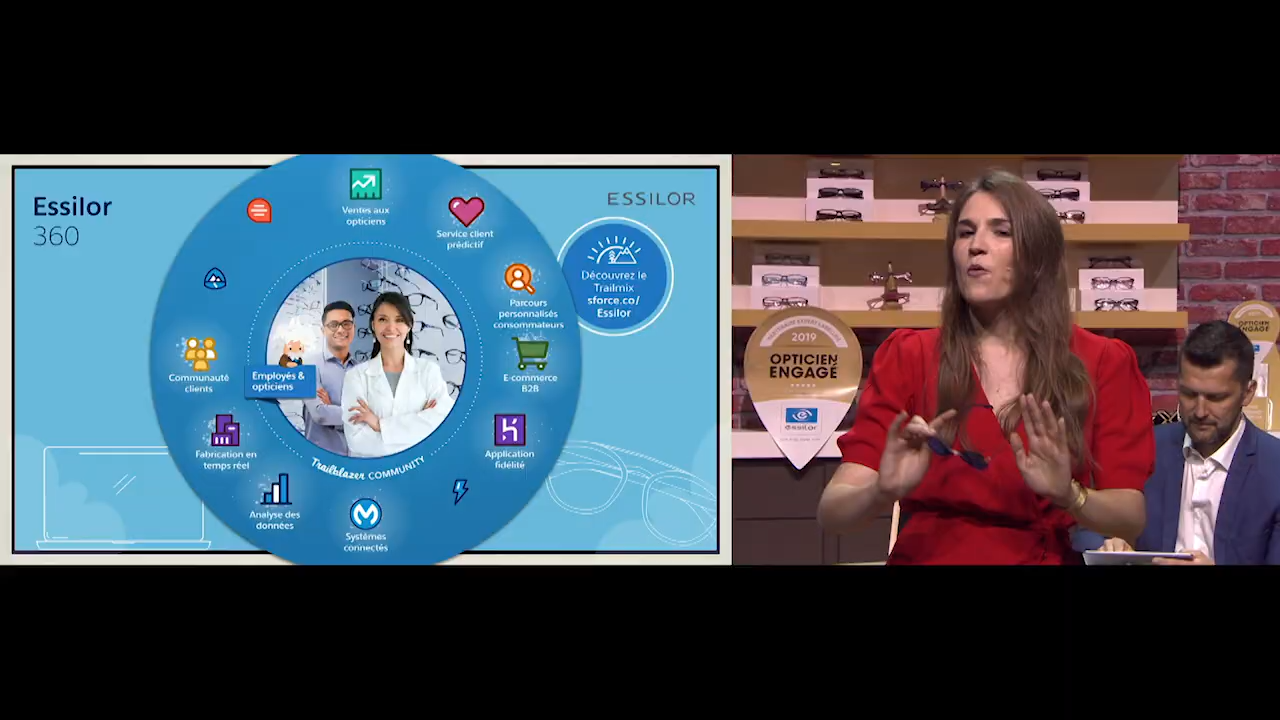 Essilor
360
ESSILOR
Ventes aux
opticiens
Service client
prédictif
Parcours
personnalisés
consommateurs
E-commerce
B2B
Application
fidélité
Systèmes
connectés
Analyse des
données
Fabrication en
temps réel
Communauté
clients
Employés &
opticiens
Trailblazer COMMUNITY
Découvrez le
Trailmix
sforce.co/
Essilor
2019
OPTICIEN
ENGAGÉ
essilor
OPTICIEN
ENGAGÉ